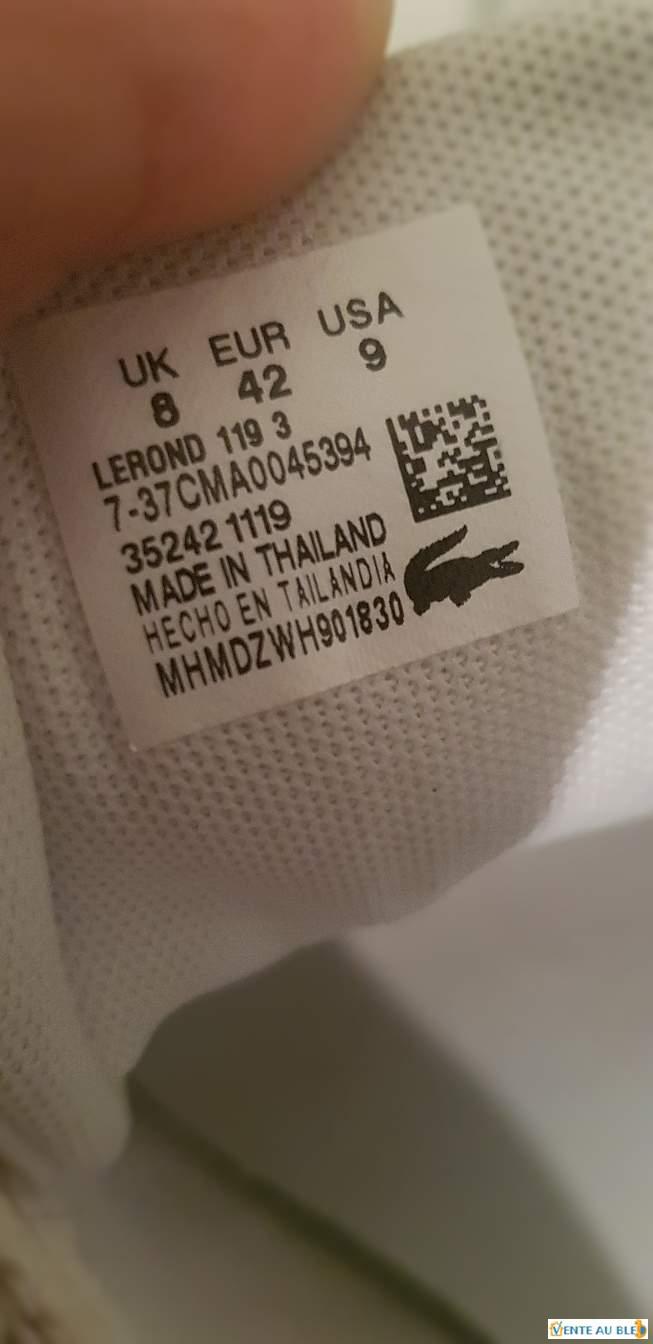 UK EUR USA
8 42 9
LEROND 119 3
7-37CMA0045394
35242 1119
MADE IN THAILAND
HECHO EN TAILANDIA
MHMDZWH901830
VENTE AU BLED